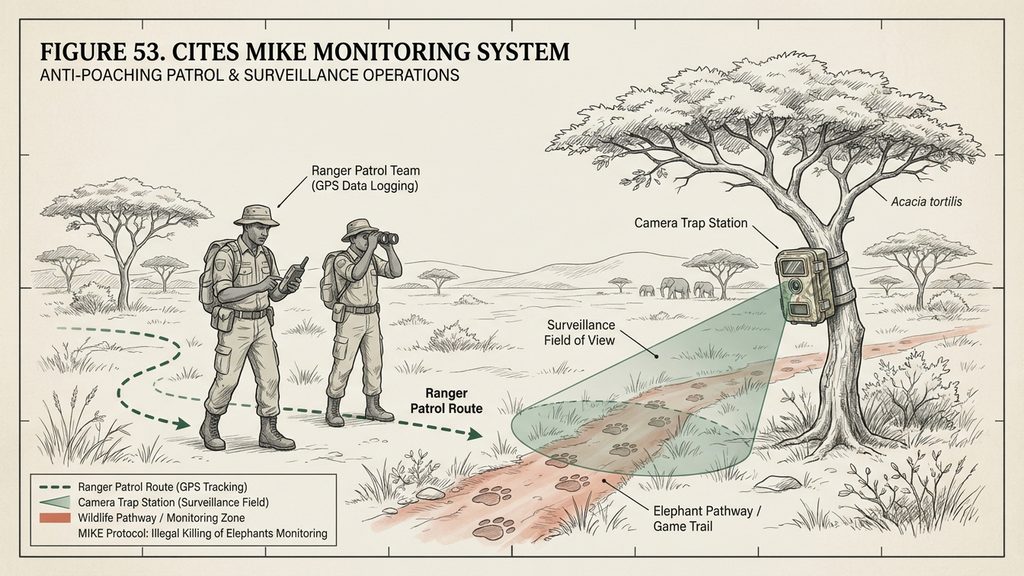 FIGURE 53. CITES MIKE MONITORING SYSTEM
ANTI-POACHING PATROL & SURVEILLANCE OPERATIONS
Ranger Patrol Team
(GPS Data Logging)
Acacia tortilis
Camera Trap Station
Surveillance
Field of View
Ranger
Patrol Route
Elephant Pathway /
Game Trail
Ranger Patrol Route (GPS Tracking)
Camera Trap Station (Surveillance Field)
Wildlife Pathway / Monitoring Zone
MIKE Protocol: Illegal Killing of Elephants Monitoring